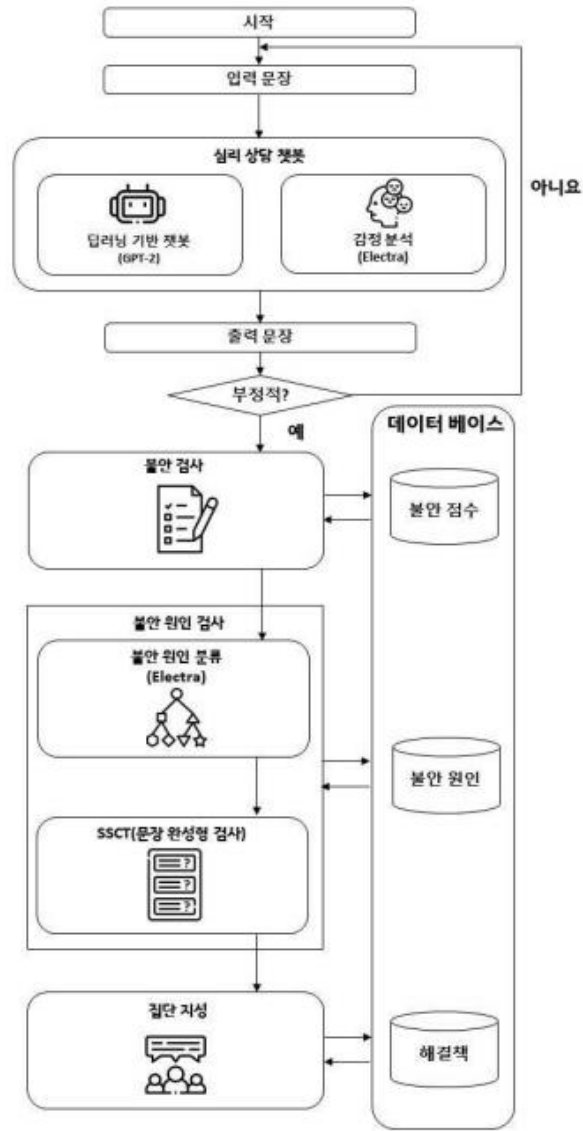 시작
입력 문장
심리 상담 챗봇
딥러닝 기반 챗봇
(GPT-2)
감정 분석
(Electra)
아니요
출력 문장
부정적?
예
데이터 베이스
불안 검사
불안 점수
불안 원인 검사
불안 원인 분류
(Electra)
불안 원인
SSCT(문장 완성형 검사)
?
?
?
집단 지성
해결책